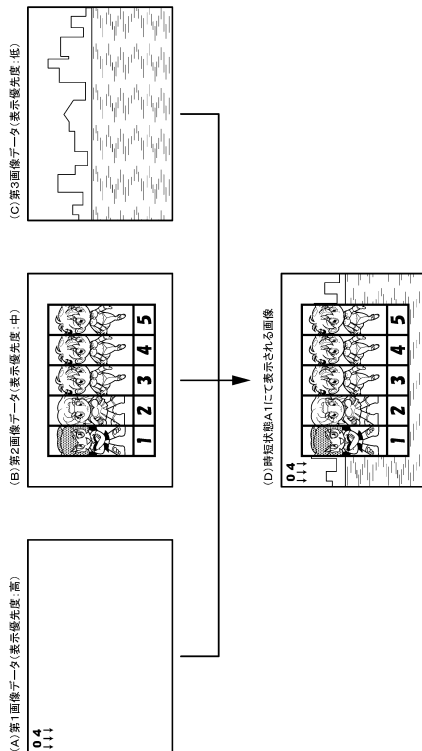 (A)第1画像データ(表示優先度:高)
04
↓↓↓
(B)第2画像データ(表示優先度:中)
1 2 3 4 5
(C)第3画像データ(表示優先度:低)
(D)時短状態A1にて表示される画像
04
↓↓↓
1 2 3 4 5